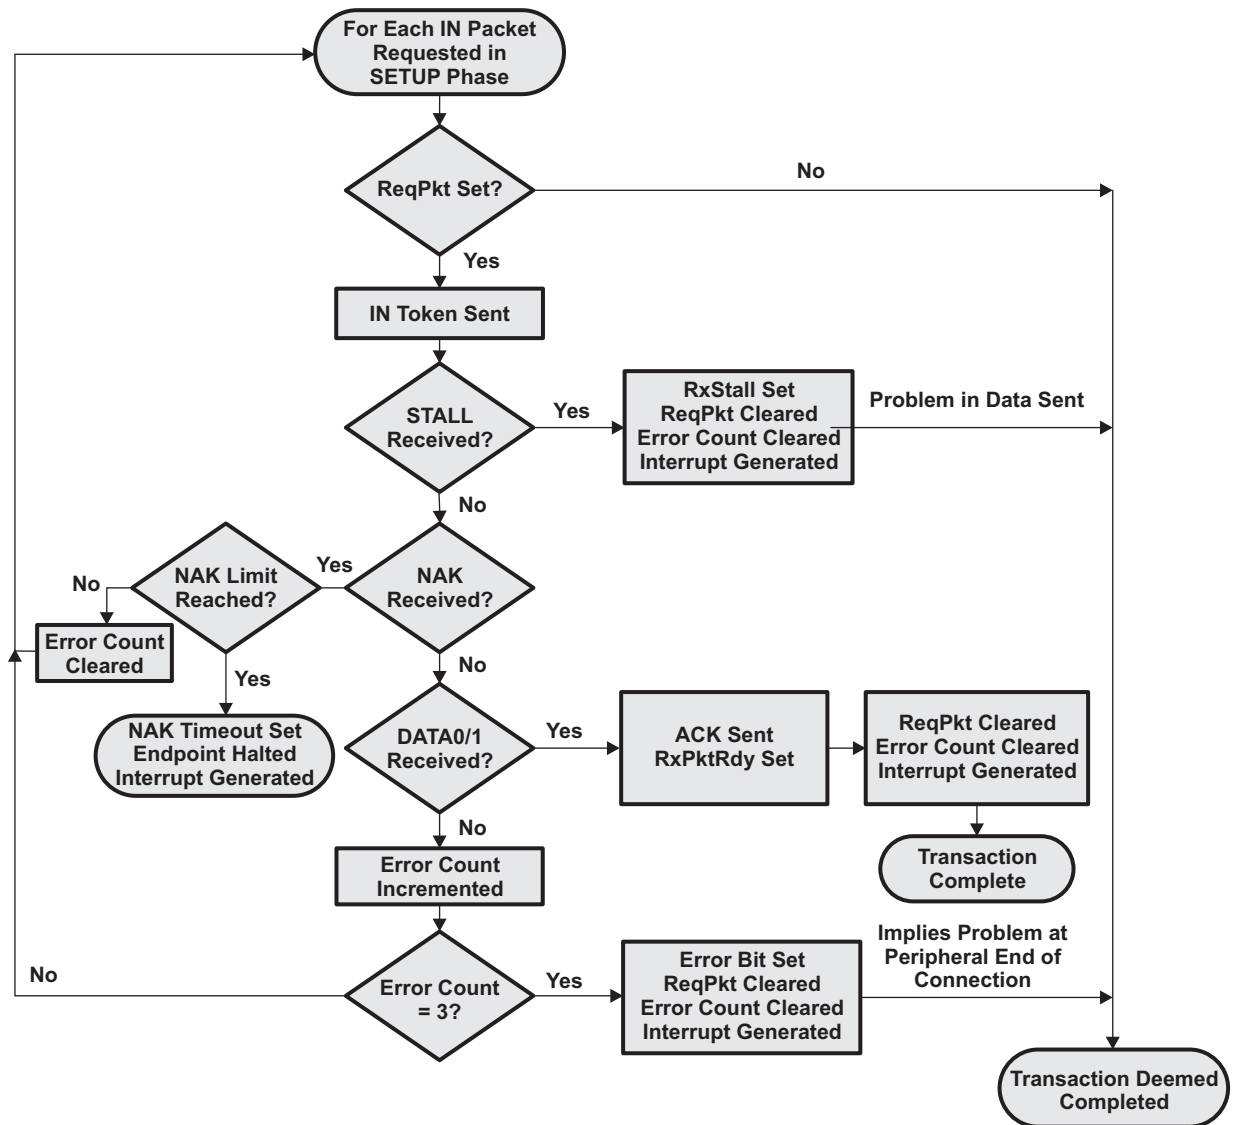 For Each IN Packet
Requested in
SETUP Phase
ReqPkt Set?
No
Yes
IN Token Sent
STALL
Received?
Yes
RxStall Set
ReqPkt Cleared
Error Count Cleared
Interrupt Generated
Problem in Data Sent
No
NAK
Received?
Yes
NAK Limit
Reached?
No
Error Count
Cleared
Yes
NAK Timeout Set
Endpoint Halted
Interrupt Generated
No
DATA0/1
Received?
Yes
ACK Sent
RxPktRdy Set
ReqPkt Cleared
Error Count Cleared
Interrupt Generated
Transaction
Complete
No
Error Count
Incremented
Error Count
= 3?
No
Yes
Error Bit Set
ReqPkt Cleared
Error Count Cleared
Interrupt Generated
Implies Problem at
Peripheral End of
Connection
Transaction Deemed
Completed